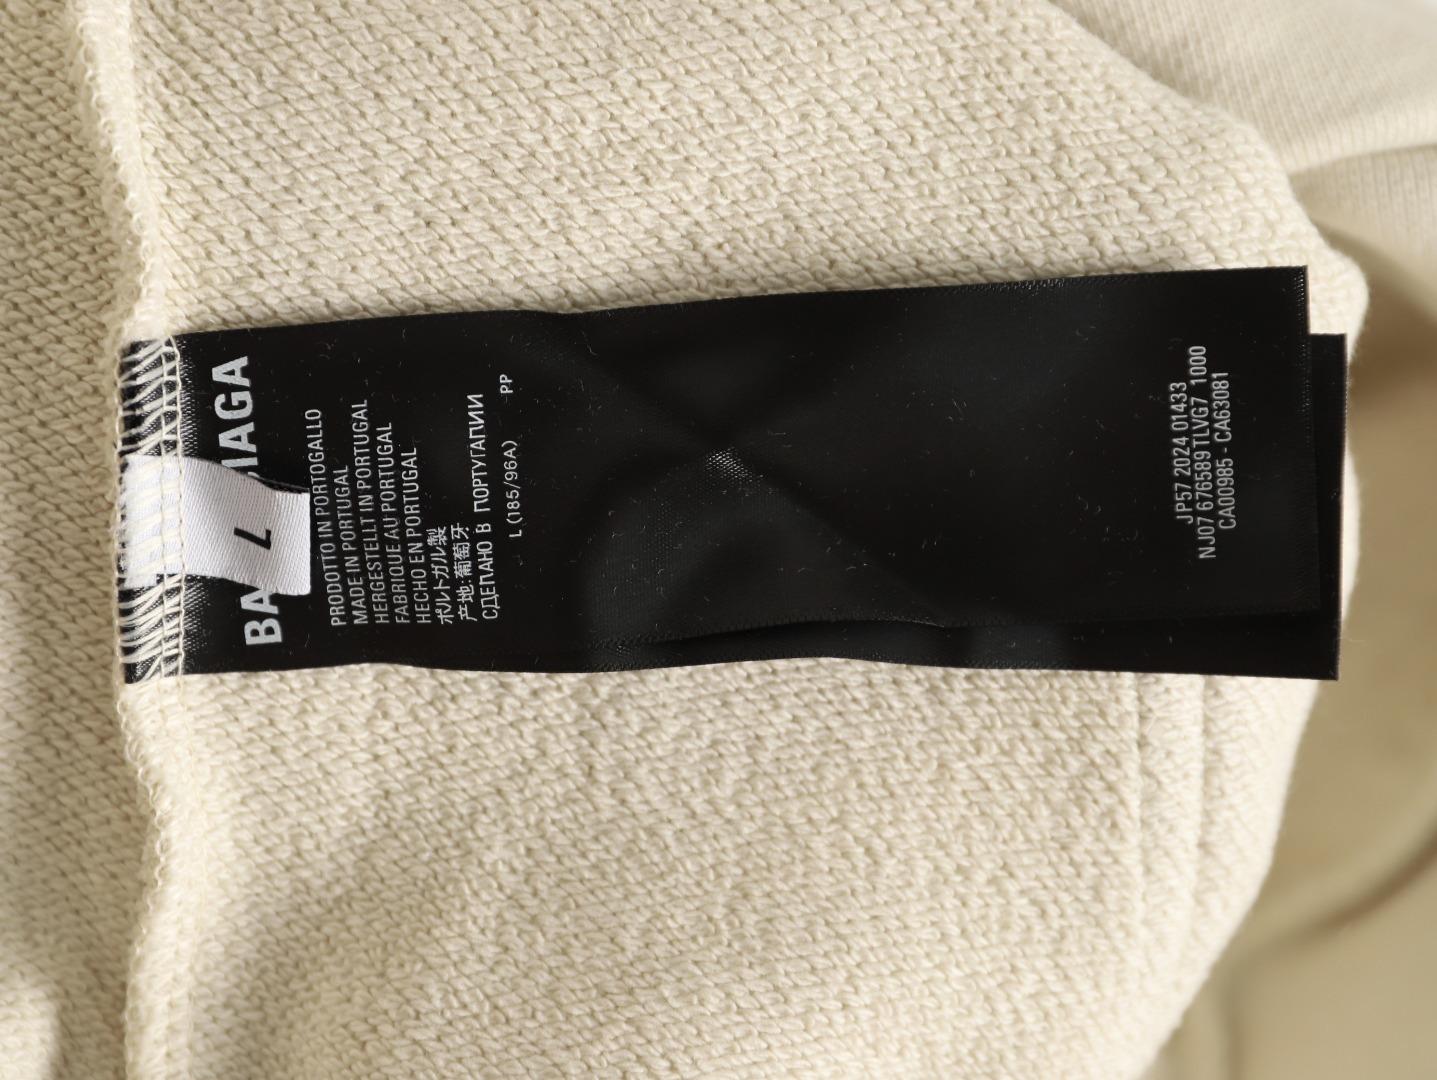 BA IAGA
L
PRODOTTO IN PORTOGALLO
MADE IN PORTUGAL
HERGESTELLT IN PORTUGAL
FABRIQUE AU PORTUGAL
HECHO EN PORTUGAL
ポルトガル製
产地:葡萄牙
СДЕПАНО В ПОРТУГАПИИ
L(185/96A) PP
JP57 2024 01433
NJ07 676589 TLVG7 1000
CA00985 - CA63081